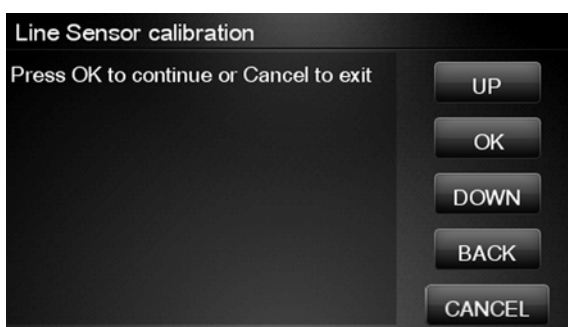 Line Sensor calibration
Press OK to continue or Cancel to exit
UP
OK
DOWN
BACK
CANCEL